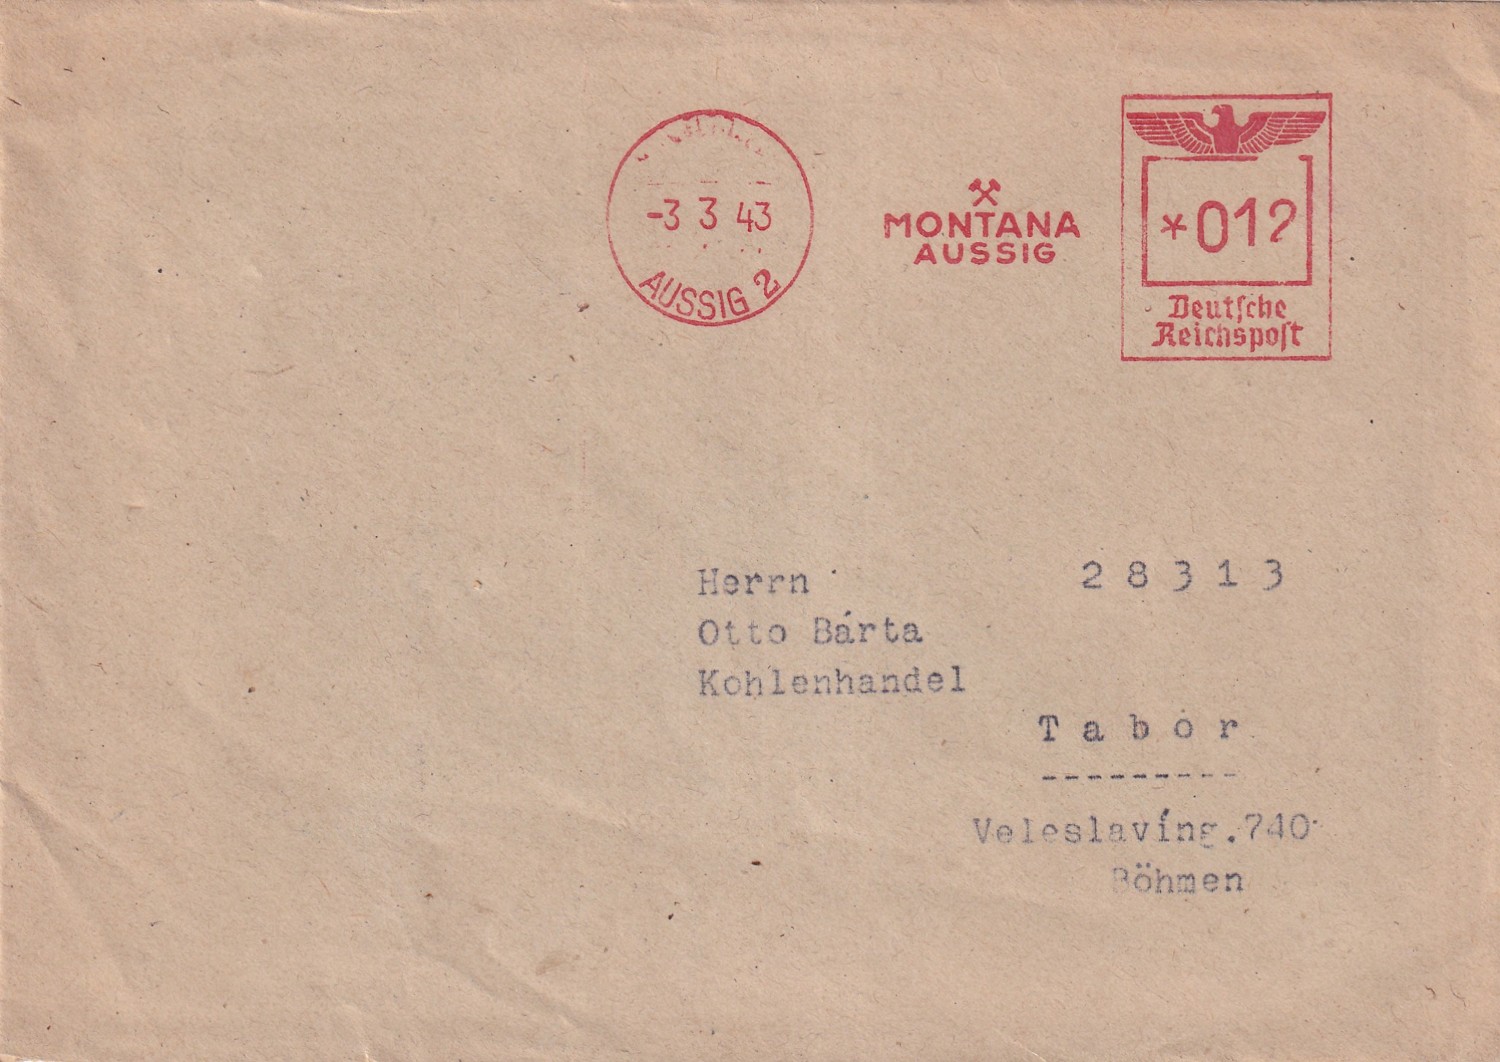 -3 3 43
AUSSIG 2
MONTANA
AUSSIG
*012
Deutsche
Reichspost
Herrn 28313
Otto Bárta
Kohlenhandel
Tabor
---------
Veleslavíng.740
Böhmen